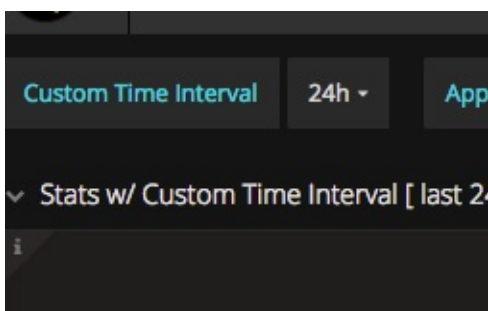 Custom Time Interval 24h App
Stats w/ Custom Time Interval [ last 24
i